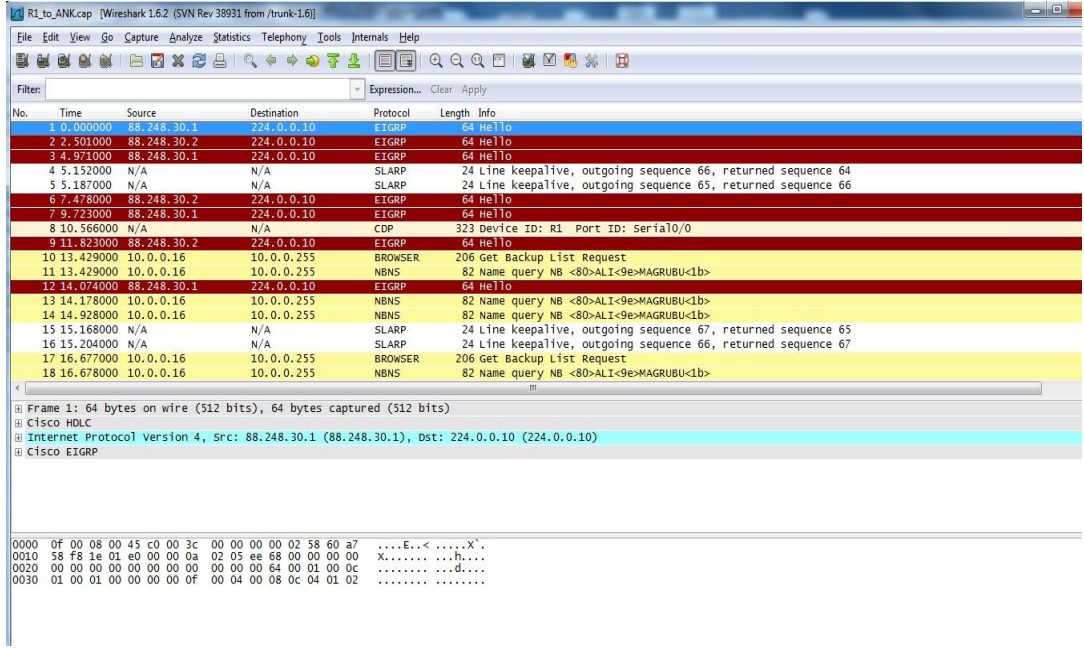 R1_to_ANK.cap [Wireshark 1.6.2 (SVN Rev 38931 from /trunk-1.6)]
File Edit View Go Capture Analyze Statistics Telephony Tools Internals Help
Filter: Expression... Clear Apply
No. Time Source Destination Protocol Length Info
1 0.000000 88.248.30.1 224.0.0.10 EIGRP 64 Hello
2 2.501000 88.248.30.2 224.0.0.10 EIGRP 64 Hello
3 4.971000 88.248.30.1 224.0.0.10 EIGRP 64 Hello
4 5.152000 N/A N/A SLARP 24 Line keepalive, outgoing sequence 66, returned sequence 64
5 5.187000 N/A N/A SLARP 24 Line keepalive, outgoing sequence 65, returned sequence 66
6 7.478000 88.248.30.2 224.0.0.10 EIGRP 64 Hello
7 9.723000 88.248.30.1 224.0.0.10 EIGRP 64 Hello
8 10.566000 N/A N/A CDP 323 Device ID: R1 Port ID: Serial0/0
9 11.823000 88.248.30.2 224.0.0.10 EIGRP 64 Hello
10 13.429000 10.0.0.16 10.0.0.255 BROWSER 206 Get Backup List Request
11 13.429000 10.0.0.16 10.0.0.255 NBNS 82 Name query NB <80>ALI<9e>MAGRUBU<1b>
12 14.074000 88.248.30.1 224.0.0.10 EIGRP 64 Hello
13 14.178000 10.0.0.16 10.0.0.255 NBNS 82 Name query NB <80>ALI<9e>MAGRUBU<1b>
14 14.928000 10.0.0.16 10.0.0.255 NBNS 82 Name query NB <80>ALI<9e>MAGRUBU<1b>
15 15.168000 N/A N/A SLARP 24 Line keepalive, outgoing sequence 67, returned sequence 65
16 15.204000 N/A N/A SLARP 24 Line keepalive, outgoing sequence 66, returned sequence 67
17 16.677000 10.0.0.16 10.0.0.255 BROWSER 206 Get Backup List Request
18 16.678000 10.0.0.16 10.0.0.255 NBNS 82 Name query NB <80>ALI<9e>MAGRUBU<1b>
Frame 1: 64 bytes on wire (512 bits), 64 bytes captured (512 bits)
Cisco HDLC
Internet Protocol Version 4, Src: 88.248.30.1 (88.248.30.1), Dst: 224.0.0.10 (224.0.0.10)
Cisco EIGRP
0000 0f 00 08 00 45 c0 00 3c 00 00 00 00 02 58 60 a7 ....E..< .....X`.
0010 58 f8 1e 01 e0 00 00 0a 02 05 ee 68 00 00 00 00 X....... ...h....
0020 00 00 00 00 00 00 00 00 00 00 00 64 00 01 00 0c ........ ...d....
0030 01 00 01 00 00 00 00 0f 00 04 00 08 0c 04 01 02 ........ ........